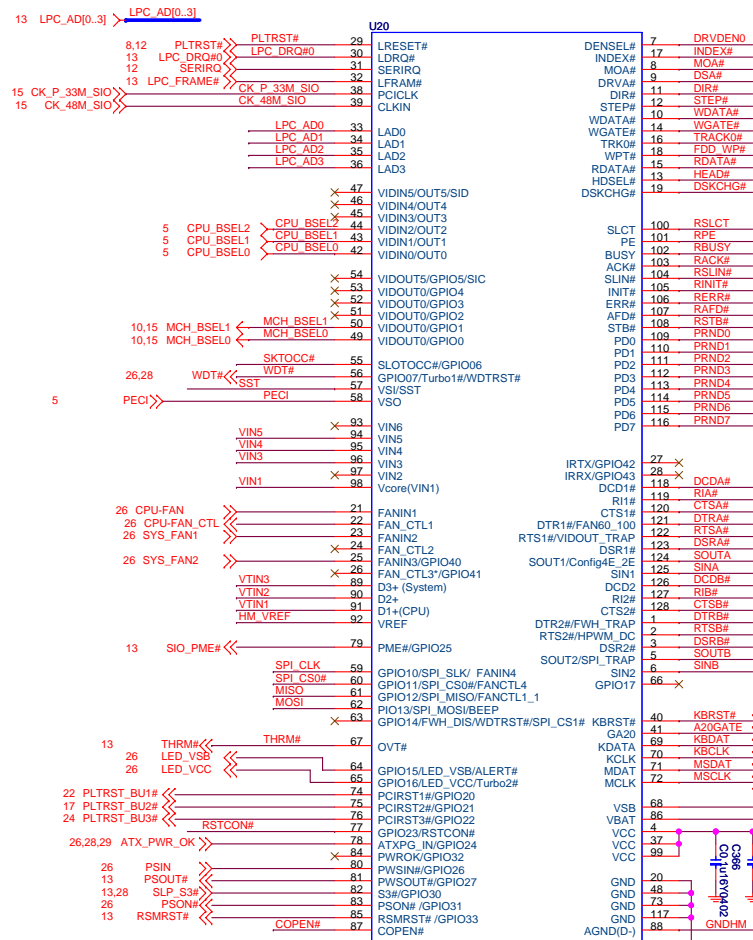 13 LPC_AD[0..3] LPC_AD[0..3]
U20
8,12 PLTRST# 29 LRESET# DENSEL# 7 DRVDEN0
13 LPC_DRQ#0 LPC_DRQ#0 30 LDRQ# INDEX# 17 INDEX#
12 SERIRQ 31 SERIRQ MOA# 8 MOA#
13 LPC_FRAME# 32 LFRAM# DRVA# 9 DSA#
15 CK_P_33M_SIO CK_P_33M_SIO 38 PCICLK DIR# 11 DIR#
15 CK_48M_SIO CK_48M_SIO 39 CLKIN STEP# 12 STEP#
WDATA# 10 WDATA#
LPC_AD0 33 LAD0 WGATE# 14 WGATE#
LPC_AD1 34 LAD1 TRK0# 16 TRACK0#
LPC_AD2 35 LAD2 WPT# 18 FDD_WP#
LPC_AD3 36 LAD3 RDATA# 15 RDATA#
HDSEL# 13 HEAD#
47 VIDIN5/OUT5/SID DSKCHG# 19 DSKCHG#
46 VIDIN4/OUT4
45 VIDIN3/OUT3
5 CPU_BSEL2 CPU_BSEL2 44 VIDIN2/OUT2 SLCT 100 RSLCT
5 CPU_BSEL1 CPU_BSEL1 43 VIDIN1/OUT1 PE 101 RPE
5 CPU_BSEL0 CPU_BSEL0 42 VIDIN0/OUT0 BUSY 102 RBUSY
ACK# 103 RACK#
54 VIDOUT5/GPIO5/SIC SLIN# 104 RSLIN#
53 VIDOUT0/GPIO4 INIT# 105 RINIT#
52 VIDOUT0/GPIO3 ERR# 106 RERR#
51 VIDOUT0/GPIO2 AFD# 107 RAFD#
10,15 MCH_BSEL1 MCH_BSEL1 50 VIDOUT0/GPIO1 STB# 108 RSTB#
10,15 MCH_BSEL0 MCH_BSEL0 49 VIDOUT0/GPIO0 PD0 109 PRND0
PD1 110 PRND1
SKTOCC# 55 SLOTOCC#/GPIO06 PD2 111 PRND2
26,28 WDT# WDT# 56 GPIO07/Turbo1#/WDTRST# PD3 112 PRND3
SST 57 VSI/SST PD4 113 PRND4
5 PECI PECI 58 VSO PD5 114 PRND5
PD6 115 PRND6
93 VIN6 PD7 116 PRND7
VIN5 94 VIN5
VIN4 95 VIN4
VIN3 96 VIN3 IRTX/GPIO42 27
97 VIN2 IRRX/GPIO43 28
VIN1 98 Vcore(VIN1) DCD1# 118 DCDA#
RI1# 119 RIA#
26 CPU-FAN 21 FANIN1 CTS1# 120 CTSA#
26 CPU-FAN_CTL 22 FAN_CTL1 DTR1#/FAN60_100 121 DTRA#
26 SYS_FAN1 23 FANIN2 RTS1#/VIDOUT_TRAP 122 RTSA#
24 FAN_CTL2 DSR1# 123 DSRA#
26 SYS_FAN2 25 FANIN3/GPIO40 SOUT1/Config4E_2E 124 SOUTA
26 FAN_CTL3*/GPIO41 SIN1 125 SINA
VTIN3 89 D3+ (System) DCD2 126 DCDB#
VTIN2 90 D2+ RI2# 127 RIB#
VTIN1 91 D1+(CPU) CTS2# 128 CTSB#
HM_VREF 92 VREF DTR2#/FWH_TRAP 1 DTRB#
RTS2#/HPWM_DC 2 RTSB#
13 SIO_PME# 79 PME#/GPIO25 DSR2# 3 DSRB#
SOUT2/SPI_TRAP 5 SOUTB
SPI_CLK 59 GPIO10/SPI_SLK/ FANIN4 SIN2 6 SINB
SPI_CS0# 60 GPIO11/SPI_CS0#/FANCTL4 GPIO17 66
MISO 61 GPIO12/SPI_MISO/FANCTL1_1
MOSI 62 PIO13/SPI_MOSI/BEEP
63 GPIO14/FWH_DIS/WDTRST#/SPI_CS1# KBRST# 40 KBRST#
GA20 41 A20GATE
13 THRM# THRM# 67 OVT# KDATA 69 KBDAT
KCLK 70 KBCLK
26 LED_VSB 64 GPIO15/LED_VSB/ALERT# MDAT 71 MSDAT
26 LED_VCC 65 GPIO16/LED_VCC/Turbo2# MCLK 72 MSCLK
22 PLTRST_BU1# 74 PCIRST1#/GPIO20
17 PLTRST_BU2# 75 PCIRST2#/GPIO21 VSB 68
24 PLTRST_BU3# 76 PCIRST3#/GPIO22 VBAT 86
RSTCON# 77 GPIO23/RSTCON# VCC 4
26,28,29 ATX_PWR_OK 78 ATXPG_IN/GPIO24 VCC 37
84 PWROK/GPIO32 VCC 99
C366
C0.1u16Y0402
26 PSIN 80 PWSIN#/GPIO26
13 PSOUT# 81 PWSOUT#/GPIO27 GND 20
13,28 SLP_S3# 82 S3#/GPIO30 GND 48
26 PSON# 83 PSON# /GPIO31 GND 73
13 RSMRST# 85 RSMRST# /GPIO33 GND 117
COPEN# 87 COPEN# AGND(D-) 88 GNDHM